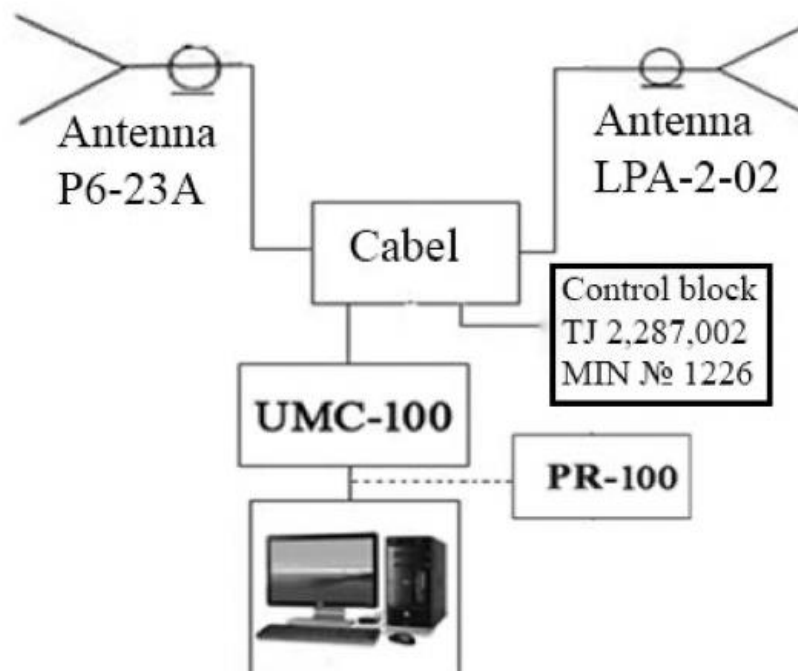 Antenna
P6-23A
Antenna
LPA-2-02
Cabel
Control block
TJ 2,287,002
MIN № 1226
UMC-100
PR-100